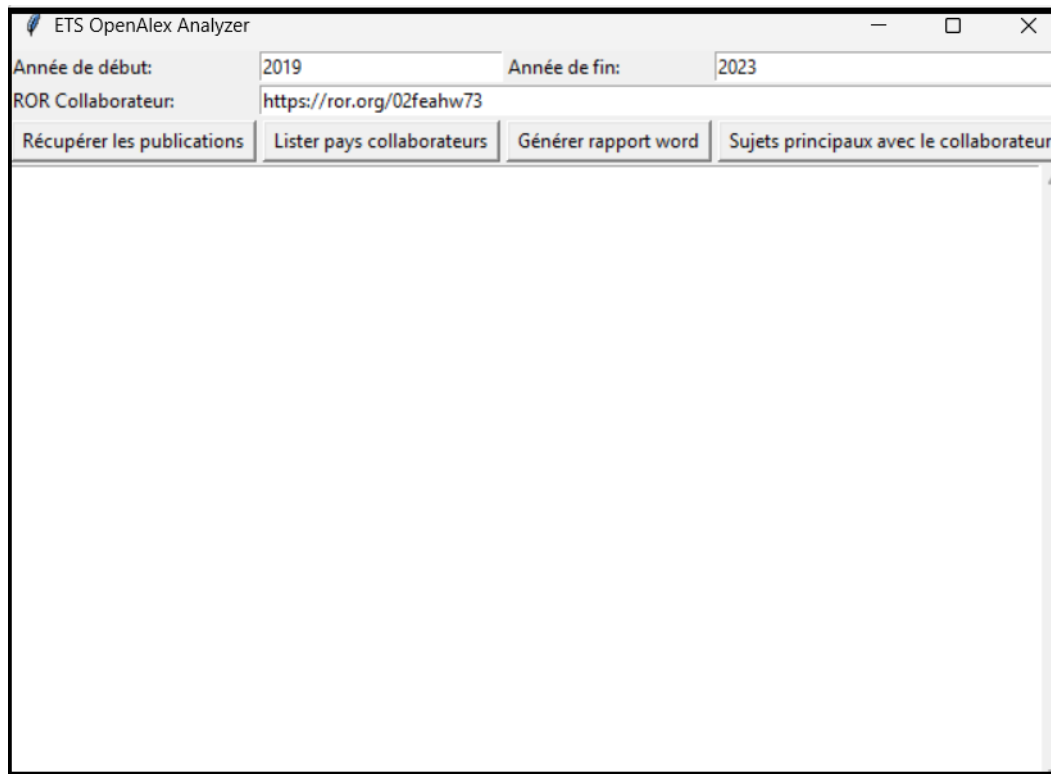 ETS OpenAlex Analyzer
Année de début: 2019 Année de fin: 2023
ROR Collaborateur: https://ror.org/02feahw73
Récupérer les publications Lister pays collaborateurs Générer rapport word Sujets principaux avec le collaborateur